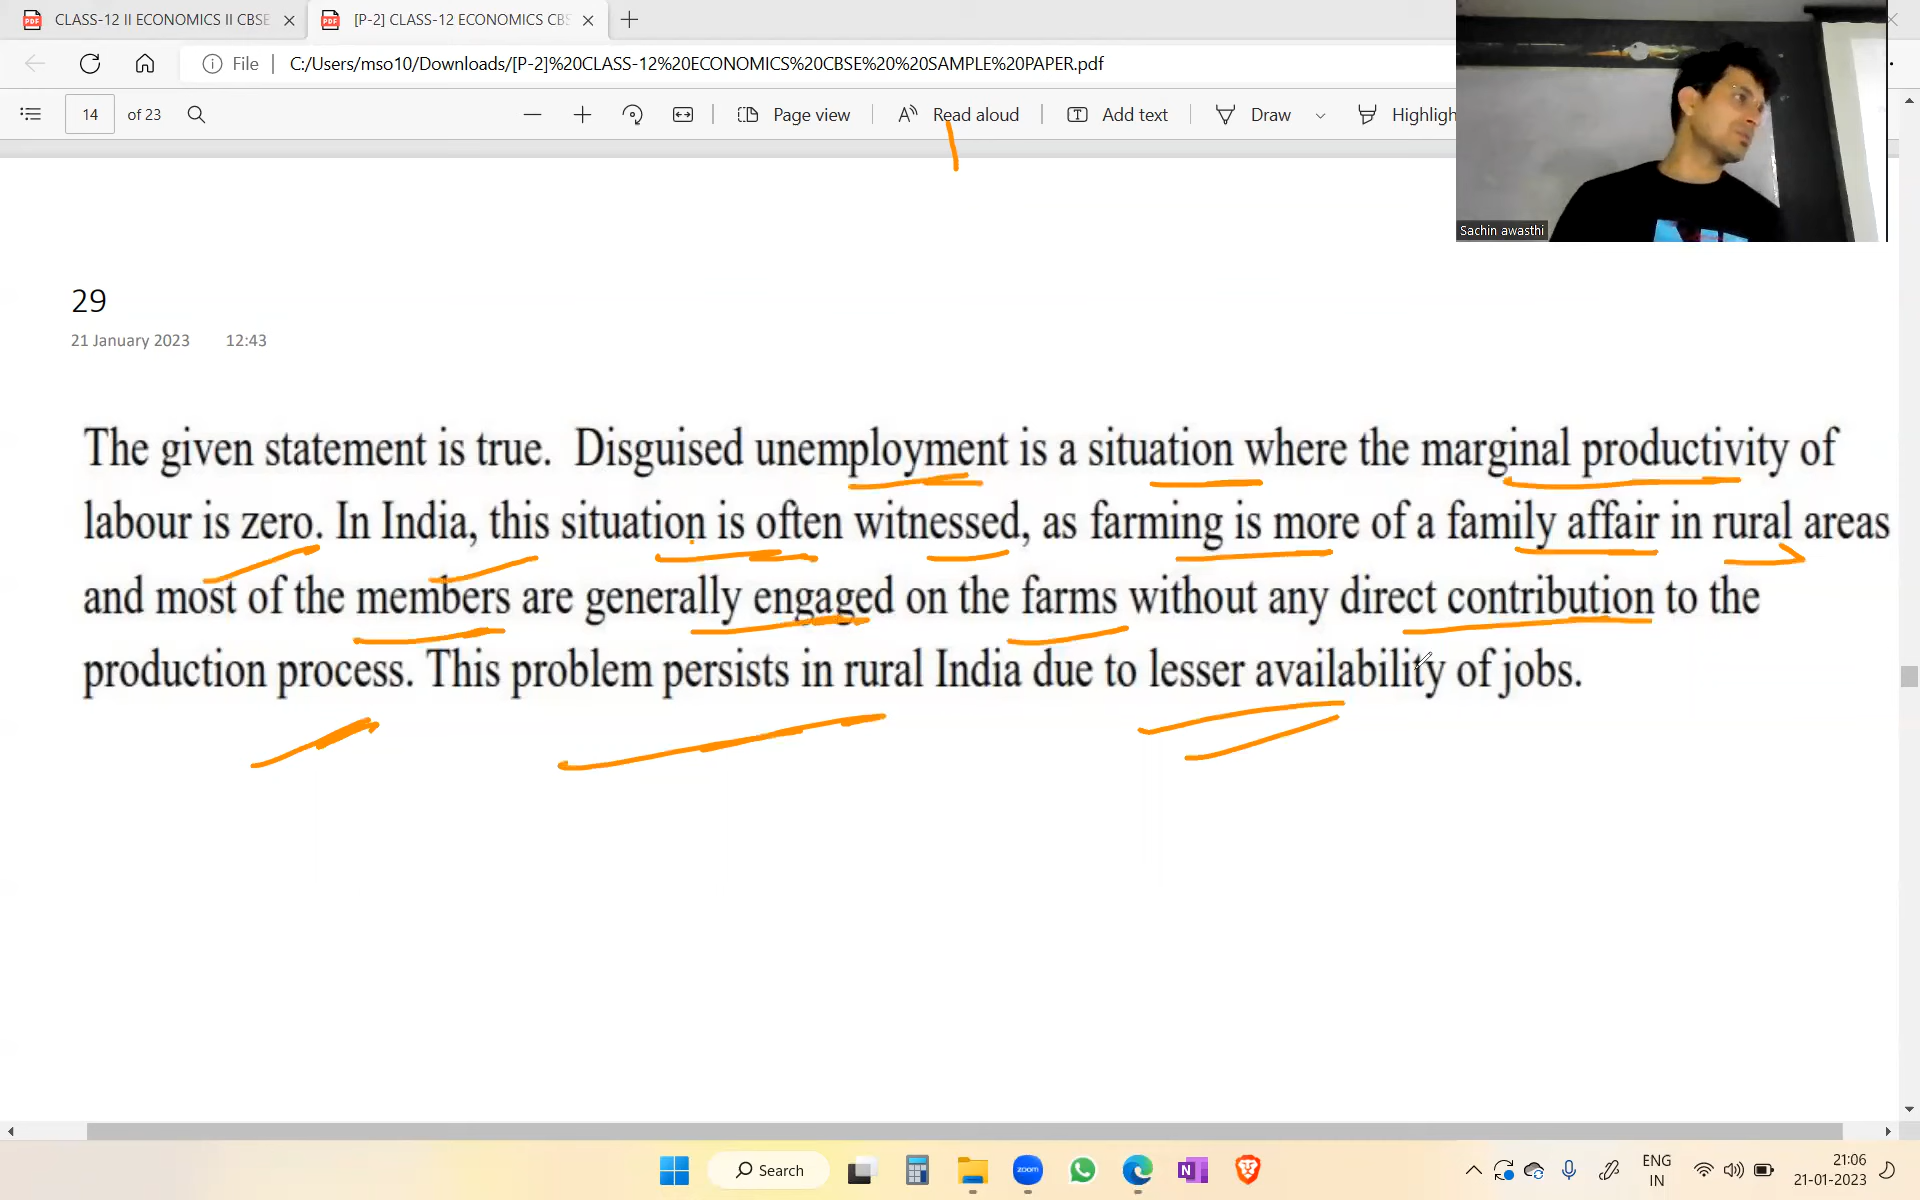 CLASS-12 II ECONOMICS II CBSE
[P-2] CLASS-12 ECONOMICS CBS
File
C:/Users/mso10/Downloads/[P-2]%20CLASS-12%20ECONOMICS%20CBSE%20%20SAMPLE%20PAPER.pdf
14 of 23
Page view
Read aloud
Add text
Draw
Highligh
Sachin awasthi
29
21 January 2023 12:43
The given statement is true. Disguised unemployment is a situation where the marginal productivity of
labour is zero. In India, this situation is often witnessed, as farming is more of a family affair in rural areas
and most of the members are generally engaged on the farms without any direct contribution to the
production process. This problem persists in rural India due to lesser availability of jobs.
Search
zoom
ENG
IN
21:06
21-01-2023